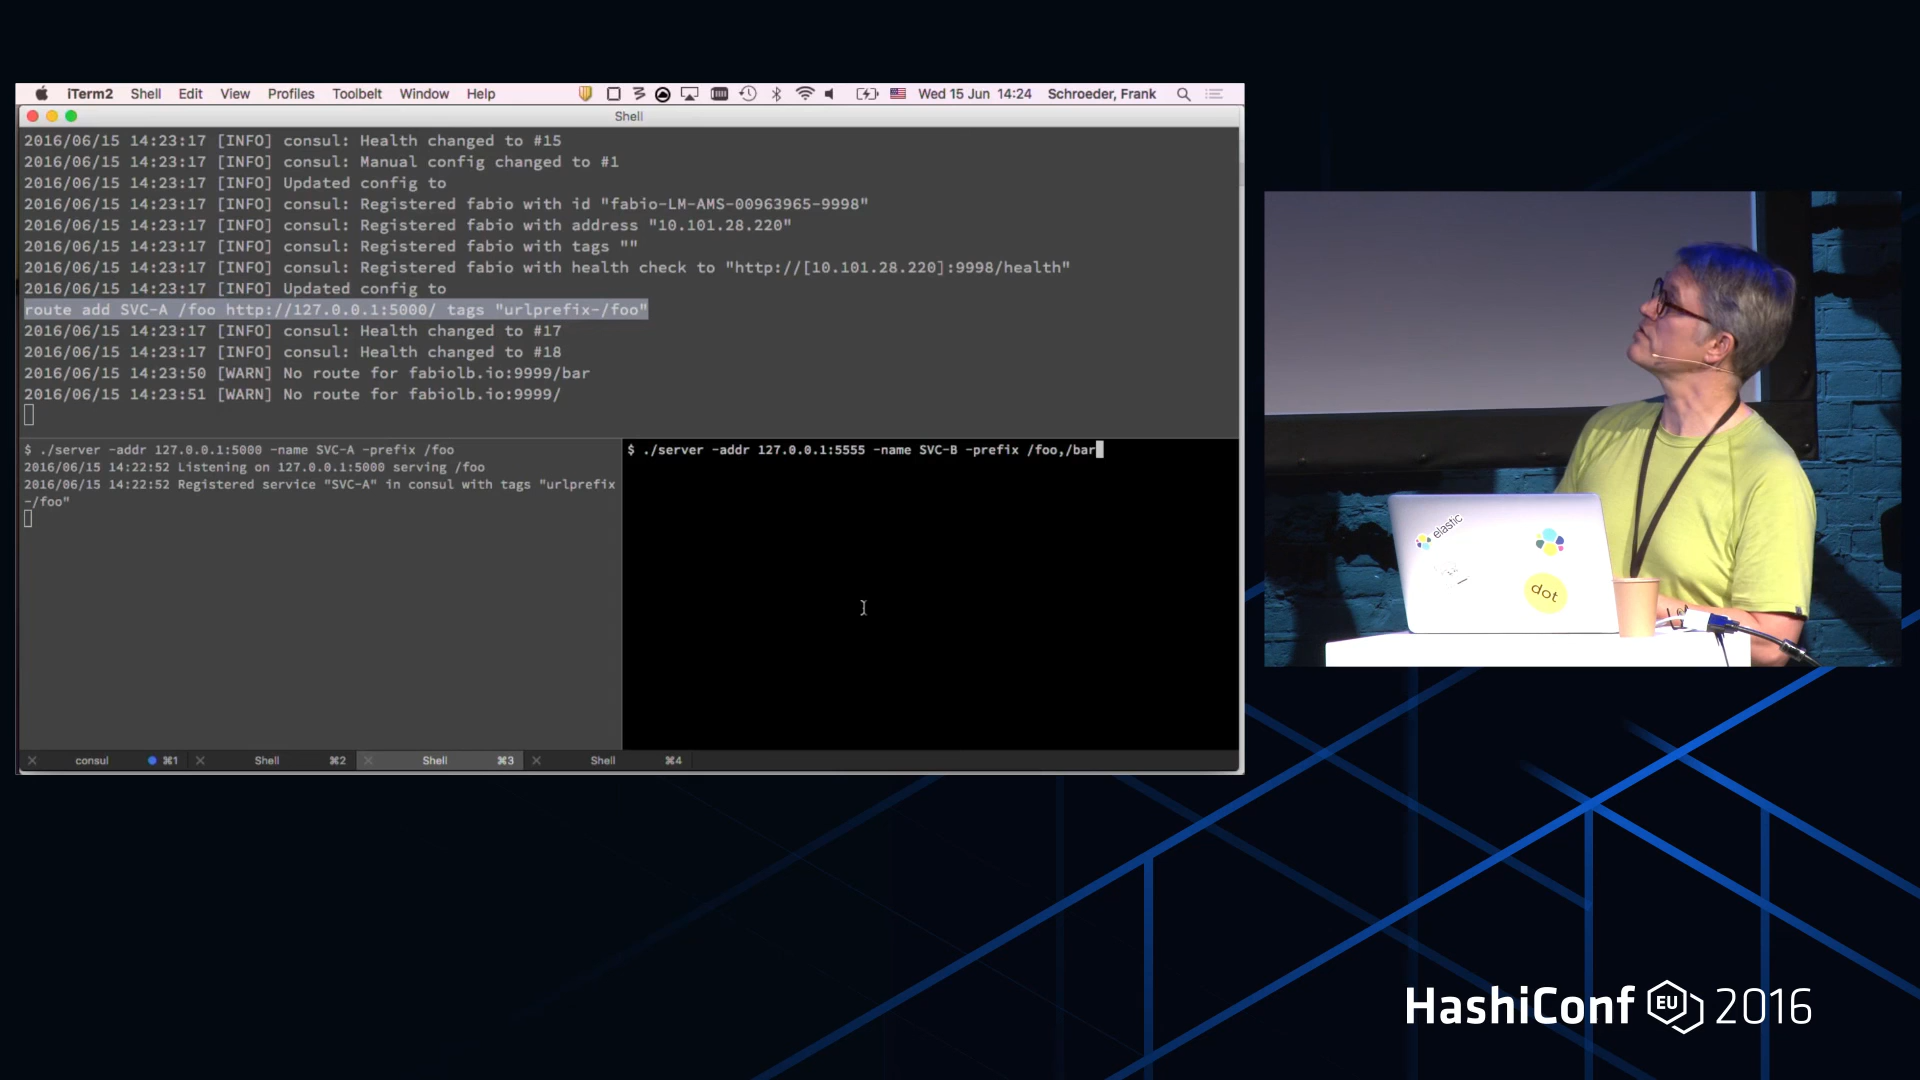 iTerm2 Shell Edit View Profiles Toolbelt Window Help Wed 15 Jun 14:24 Schroeder, Frank
Shell
2016/06/15 14:23:17 [INFO] consul: Health changed to #15
2016/06/15 14:23:17 [INFO] consul: Manual config changed to #1
2016/06/15 14:23:17 [INFO] Updated config to
2016/06/15 14:23:17 [INFO] consul: Registered fabio with id "fabio-LM-AMS-00963965-9998"
2016/06/15 14:23:17 [INFO] consul: Registered fabio with address "10.101.28.220"
2016/06/15 14:23:17 [INFO] consul: Registered fabio with tags ""
2016/06/15 14:23:17 [INFO] consul: Registered fabio with health check to "http://[10.101.28.220]:9998/health"
2016/06/15 14:23:17 [INFO] Updated config to
route add SVC-A /foo http://127.0.0.1:5000/ tags "urlprefix-/foo"
2016/06/15 14:23:17 [INFO] consul: Health changed to #17
2016/06/15 14:23:17 [INFO] consul: Health changed to #18
2016/06/15 14:23:50 [WARN] No route for fabiolb.io:9999/bar
2016/06/15 14:23:51 [WARN] No route for fabiolb.io:9999/
$ ./server -addr 127.0.0.1:5000 -name SVC-A -prefix /foo
2016/06/15 14:22:52 Listening on 127.0.0.1:5000 serving /foo
2016/06/15 14:22:52 Registered service "SVC-A" in consul with tags "urlprefix
-/foo"
$ ./server -addr 127.0.0.1:5555 -name SVC-B -prefix /foo,/bar
consul ⌘1 Shell ⌘2 Shell ⌘3 Shell ⌘4
elastic
dot
HashiConf EU 2016